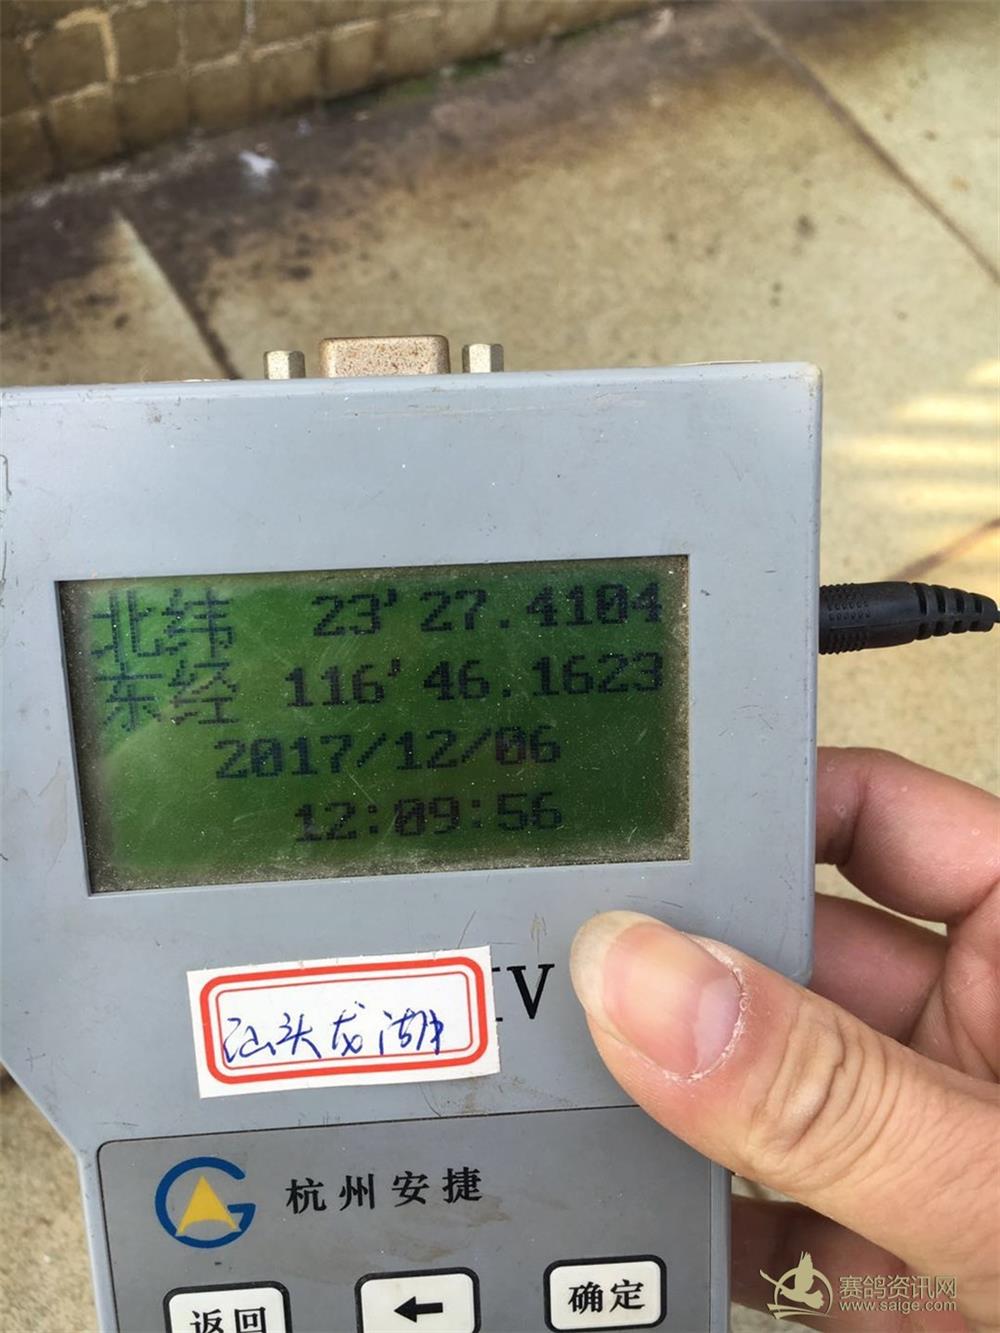 北纬 23' 27.4104
东经 116' 46.1623
2017/12/06
12:09:56
IV
汕头龙湖
杭州安捷
返回
←
确定
赛鸽资讯网
www.saige.com